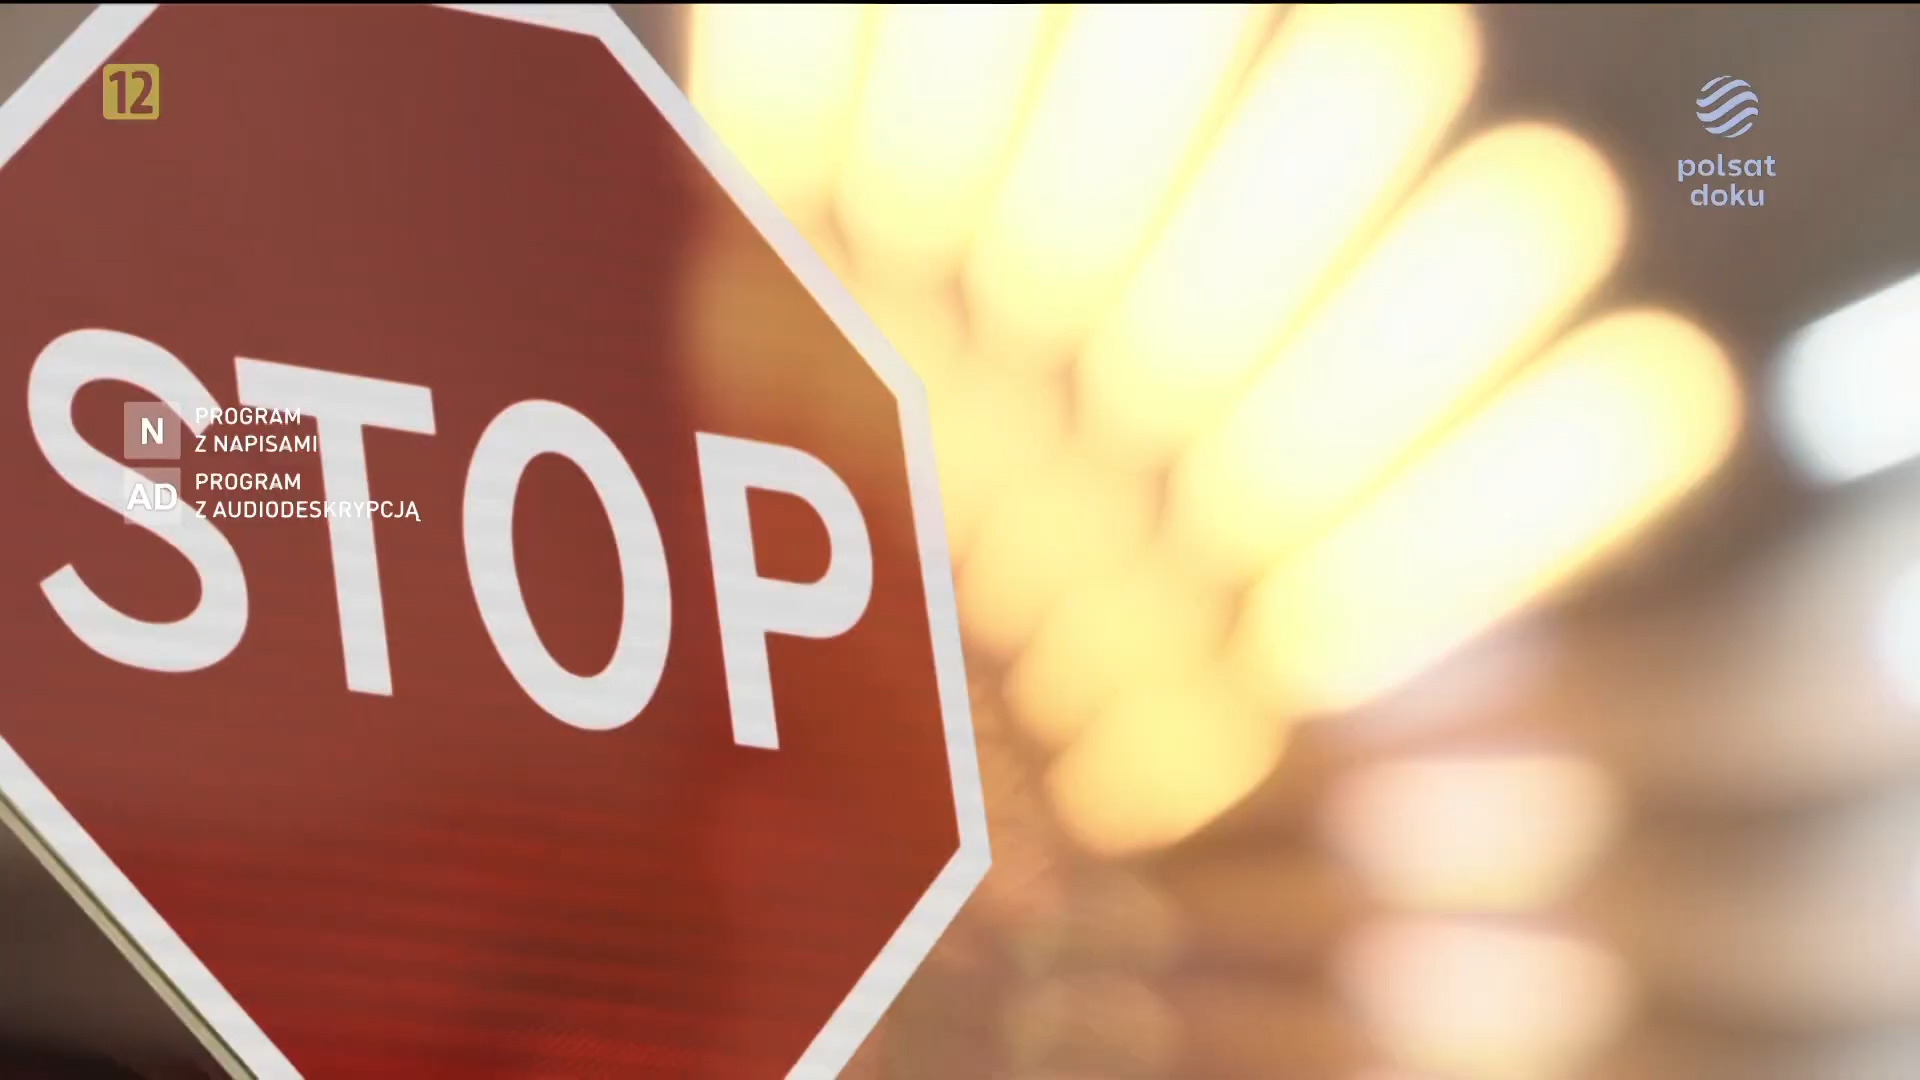 12
polsat
doku
STOP
N PROGRAM
Z NAPISAMI
AD PROGRAM
Z AUDIODESKRYPCJĄ